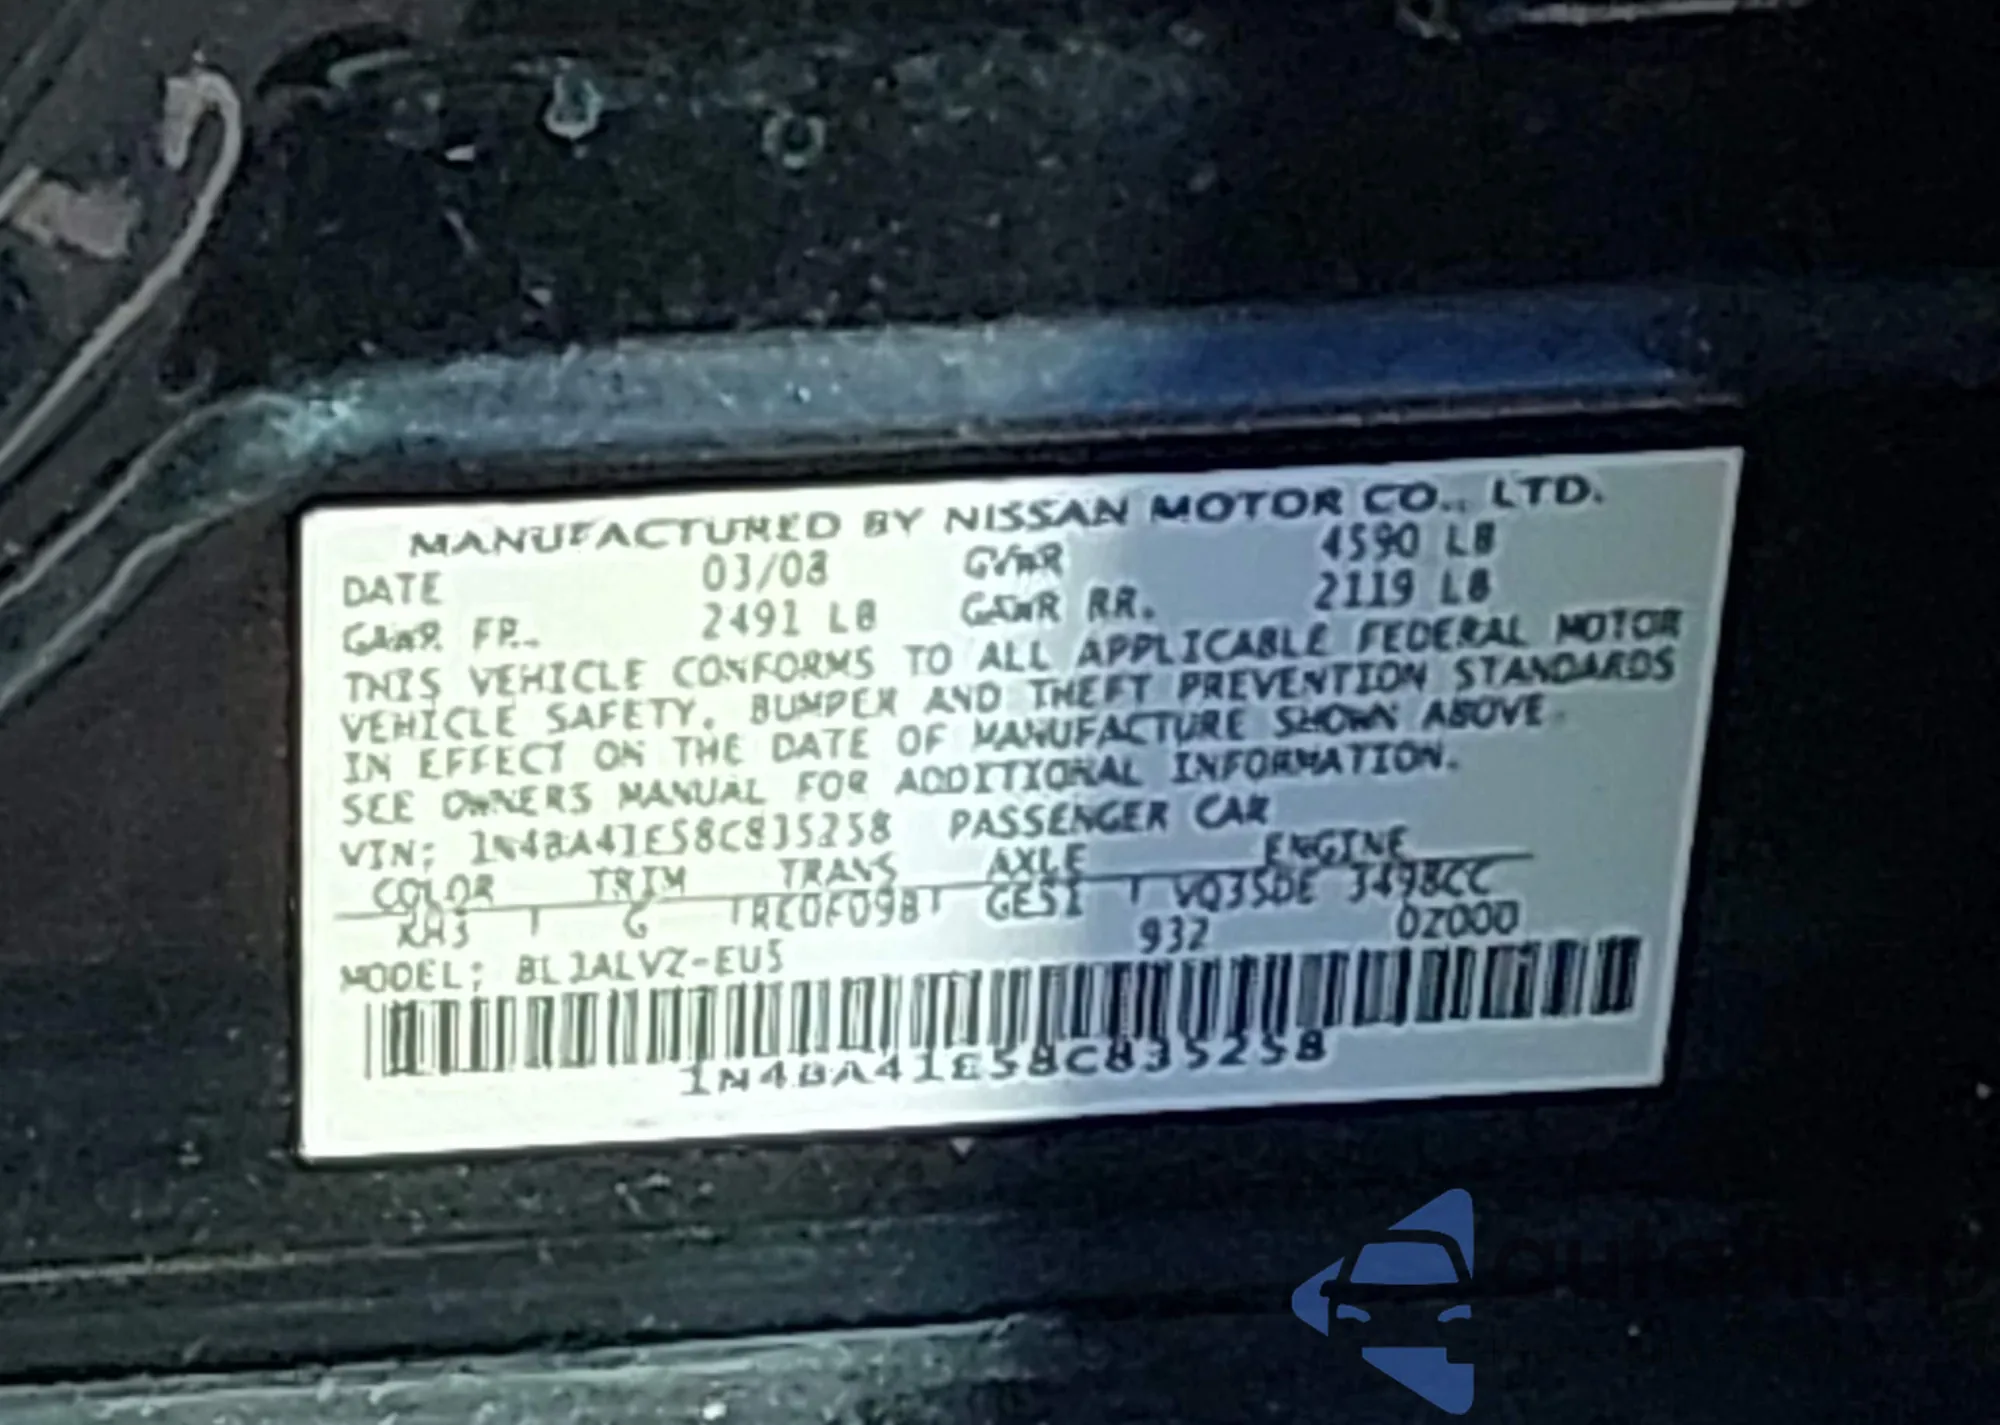 MANUFACTURED BY NISSAN MOTOR CO., LTD.
DATE 03/08 GVWR 4590 LB
GAWR FR. 2491 LB GAWR RR. 2119 LB
THIS VEHICLE CONFORMS TO ALL APPLICABLE FEDERAL MOTOR
VEHICLE SAFETY, BUMPER AND THEFT PREVENTION STANDARDS
IN EFFECT ON THE DATE OF MANUFACTURE SHOWN ABOVE.
SEE OWNERS MANUAL FOR ADDITIONAL INFORMATION.
VIN: 1N4BA41E58C835258 PASSENGER CAR
COLOR TRIM TRANS AXLE ENGINE
KH3 G RE0F09B GE51 VQ35DE 3498CC
932 0Z000
MODEL: BL3ALVZ-EU5
1N4BA41E58C835258